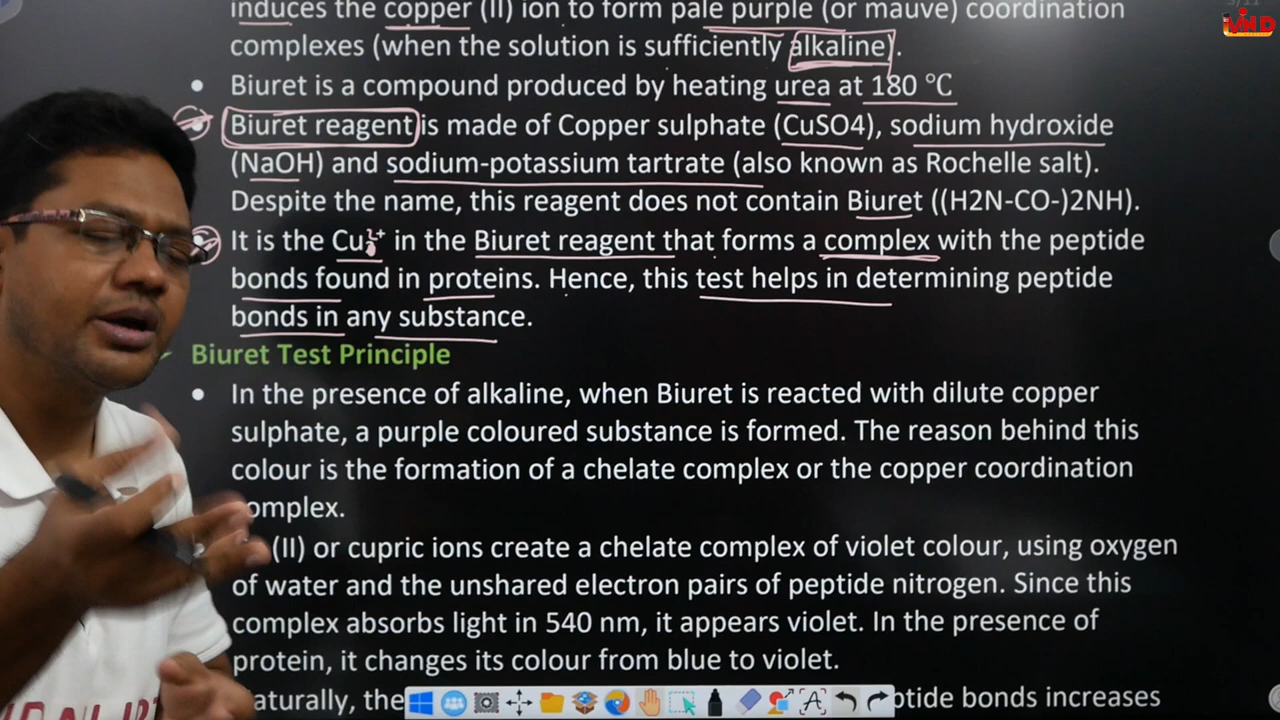 3/11
MND
induces the copper (II) ion to form pale purple (or mauve) coordination
complexes (when the solution is sufficiently alkaline).
Biuret is a compound produced by heating urea at 180 °C
Biuret reagent is made of Copper sulphate (CuSO4), sodium hydroxide
(NaOH) and sodium-potassium tartrate (also known as Rochelle salt).
Despite the name, this reagent does not contain Biuret ((H2N-CO-)2NH).
It is the Cu²⁺ in the Biuret reagent that forms a complex with the peptide
bonds found in proteins. Hence, this test helps in determining peptide
bonds in any substance.
Biuret Test Principle
In the presence of alkaline, when Biuret is reacted with dilute copper
sulphate, a purple coloured substance is formed. The reason behind this
colour is the formation of a chelate complex or the copper coordination
omplex.
(II) or cupric ions create a chelate complex of violet colour, using oxygen
of water and the unshared electron pairs of peptide nitrogen. Since this
complex absorbs light in 540 nm, it appears violet. In the presence of
protein, it changes its colour from blue to violet.
aturally, the ptide bonds increases